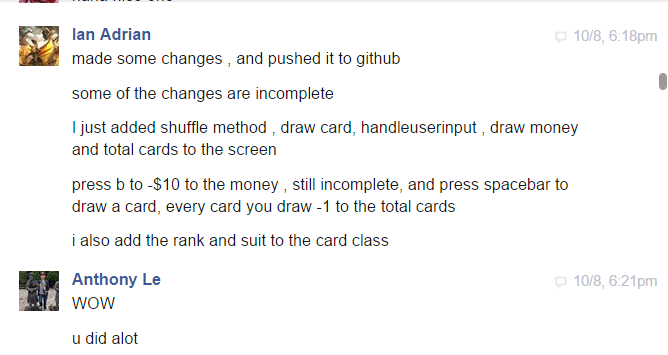 Ian Adrian
10/8, 6:18pm
made some changes , and pushed it to github
some of the changes are incomplete
I just added shuffle method , draw card, handleuserinput , draw money
and total cards to the screen
press b to -$10 to the money , still incomplete, and press spacebar to
draw a card, every card you draw -1 to the total cards
i also add the rank and suit to the card class
Anthony Le
10/8, 6:21pm
WOW
u did alot